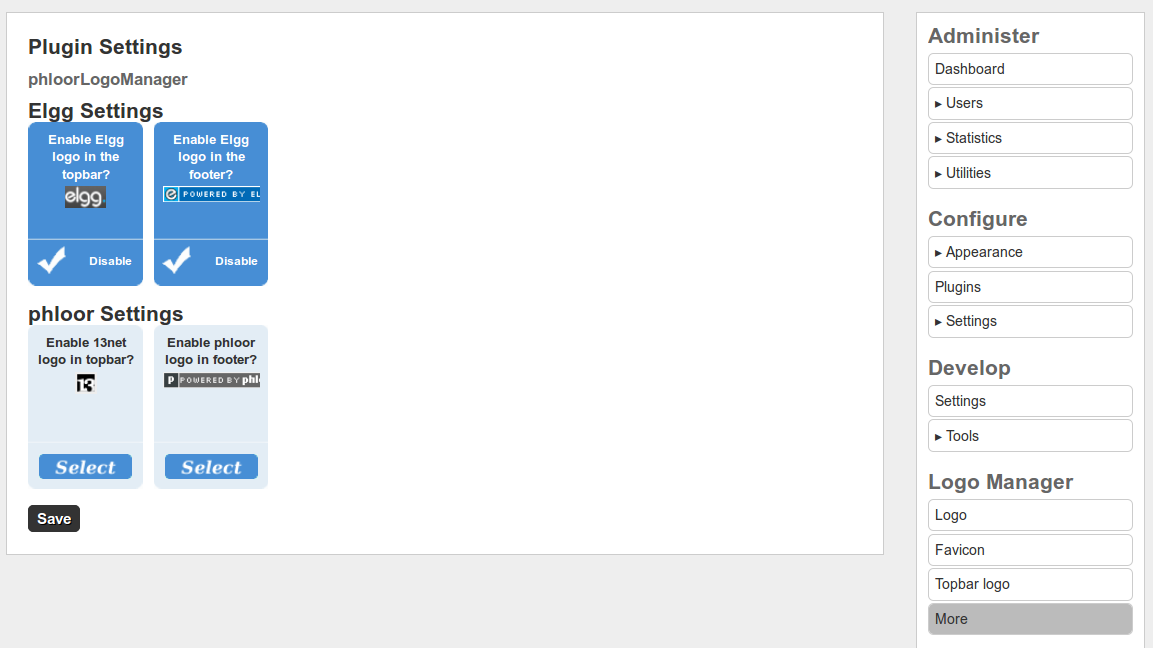 Plugin Settings
phloorLogoManager
Elgg Settings
Enable Elgg
logo in the
topbar?
elgg.
Disable
Enable Elgg
logo in the
footer?
e POWERED BY EL
Disable
phloor Settings
Enable 13net
logo in topbar?
13
Select
Enable phloor
logo in footer?
P POWERED BY phlo
Select
Save
Administer
Dashboard
▸ Users
▸ Statistics
▸ Utilities
Configure
▸ Appearance
Plugins
▸ Settings
Develop
Settings
▸ Tools
Logo Manager
Logo
Favicon
Topbar logo
More